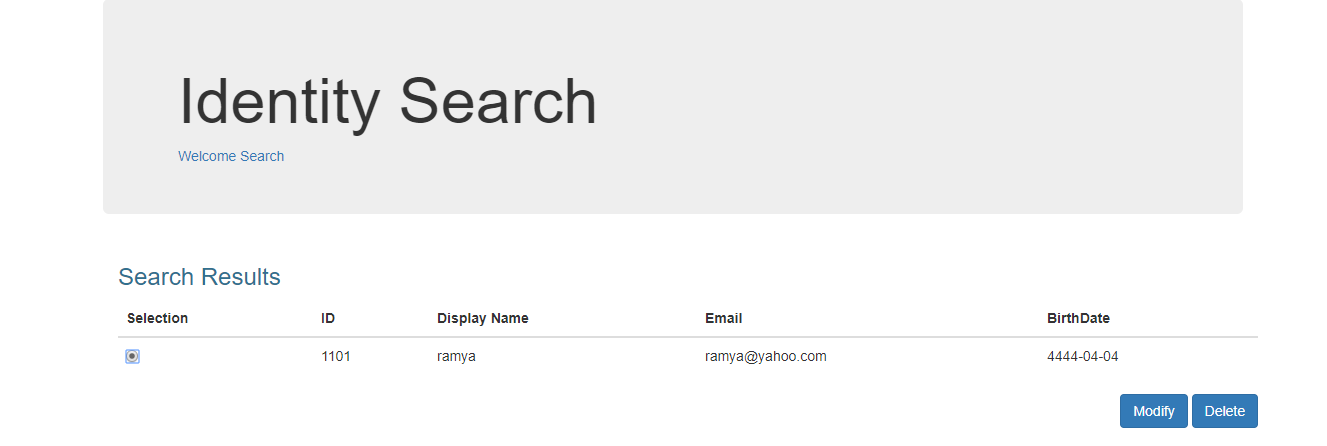 Identity Search
Welcome Search
Search Results
Selection ID Display Name Email BirthDate
1101 ramya ramya@yahoo.com 4444-04-04
Modify Delete